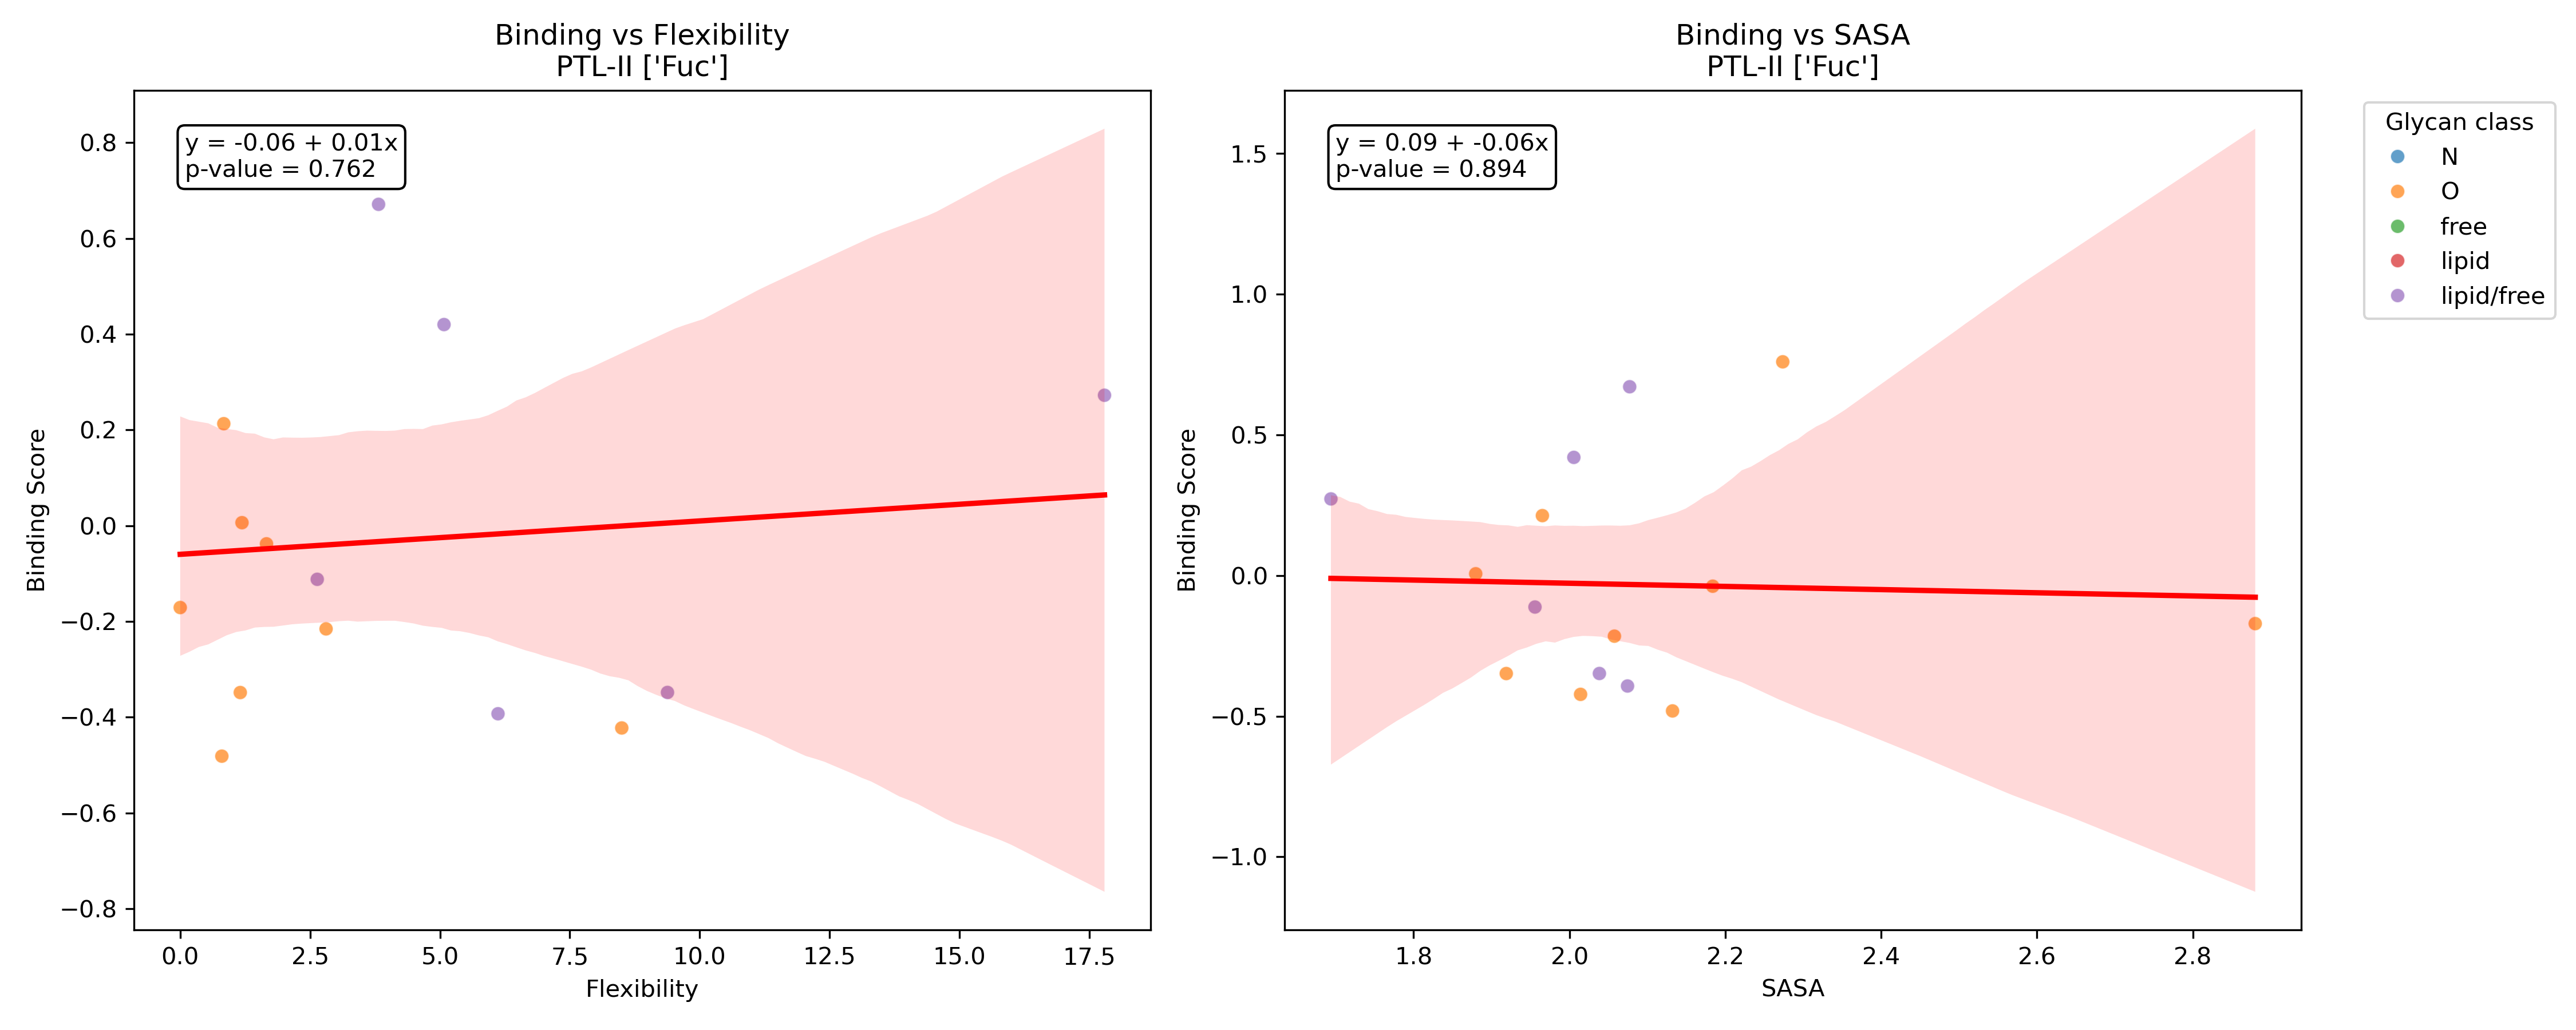 Binding vs Flexibility
PTL-II ['Fuc']
y = -0.06 + 0.01x
p-value = 0.762
0.8
0.6
0.4
0.2
0.0
−0.2
−0.4
−0.6
−0.8
Binding Score
0.0 2.5 5.0 7.5 10.0 12.5 15.0 17.5
Flexibility
Binding vs SASA
PTL-II ['Fuc']
y = 0.09 + -0.06x
p-value = 0.894
1.5
1.0
0.5
0.0
−0.5
−1.0
Binding Score
1.8 2.0 2.2 2.4 2.6 2.8
SASA
Glycan class
N
O
free
lipid
lipid/free